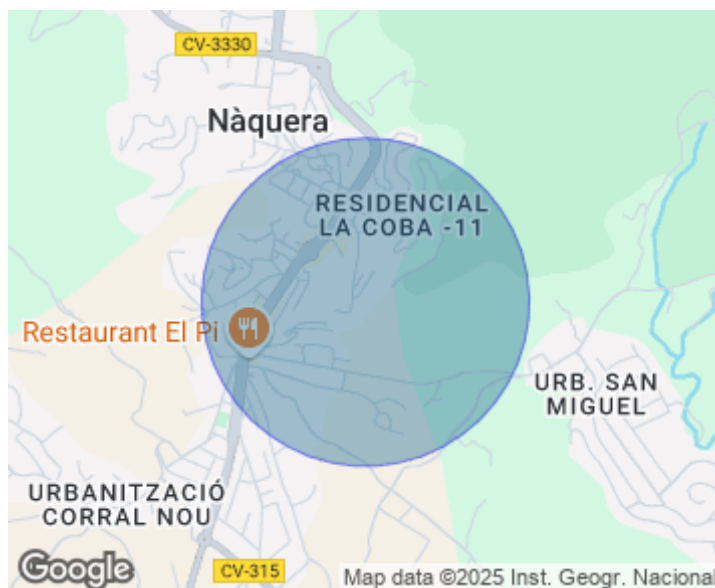 CV-3330
Nàquera
RESIDENCIAL
LA COBA -11
Restaurant El Pi
URB. SAN
MIGUEL
URBANITZACIÓ
CORRAL NOU
Google
CV-315
Map data ©2025 Inst. Geogr. Nacional